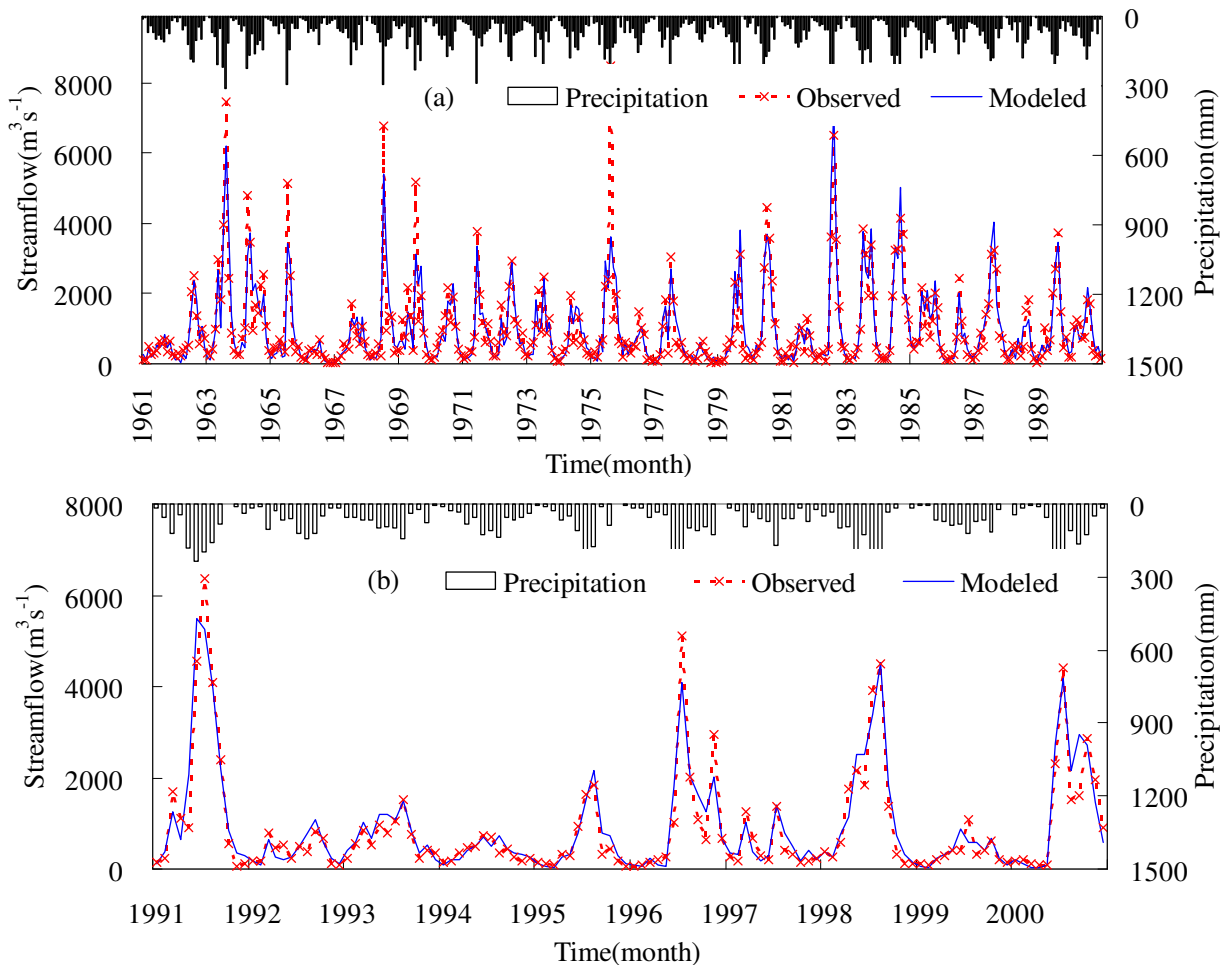 0
8000
300
(a)
Precipitation
Observed
Modeled
6000
600
4000
900
2000
1200
0
1500
Streamflow(m³s⁻¹)
Precipitation(mm)
1961
1963
1965
1967
1969
1971
1973
1975
1977
1979
1981
1983
1985
1987
1989
Time(month)
8000
0
(b)
Precipitation
Observed
Modeled
300
6000
600
4000
900
2000
1200
0
1500
Streamflow(m³s⁻¹)
Precipitation(mm)
1991 1992 1993 1994 1995 1996 1997 1998 1999 2000
Time(month)